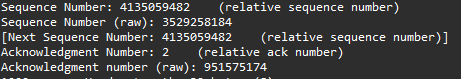 Sequence Number: 4135059482    (relative sequence number)
Sequence Number (raw): 3529258184
[Next Sequence Number: 4135059482    (relative sequence number)]
Acknowledgment Number: 2    (relative ack number)
Acknowledgment number (raw): 951575174